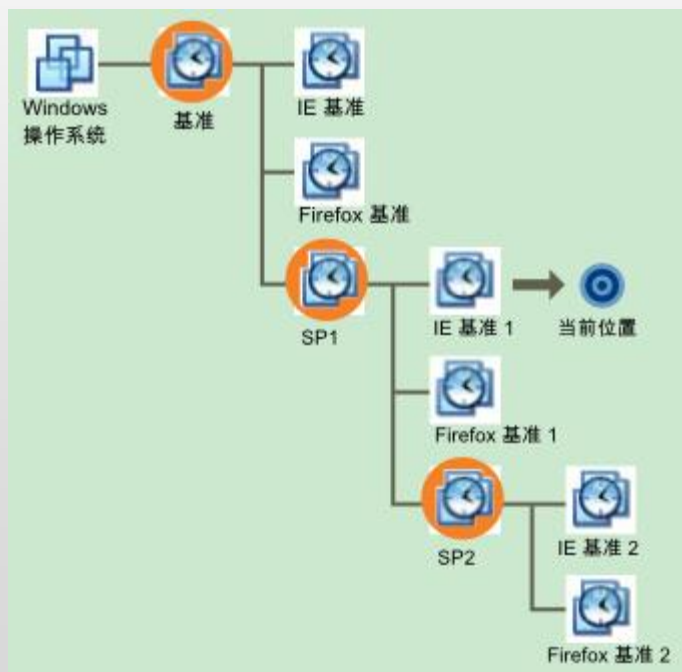 Windows
操作系统
基准
IE 基准
Firefox 基准
SP1
IE 基准 1
当前位置
Firefox 基准 1
SP2
IE 基准 2
Firefox 基准 2